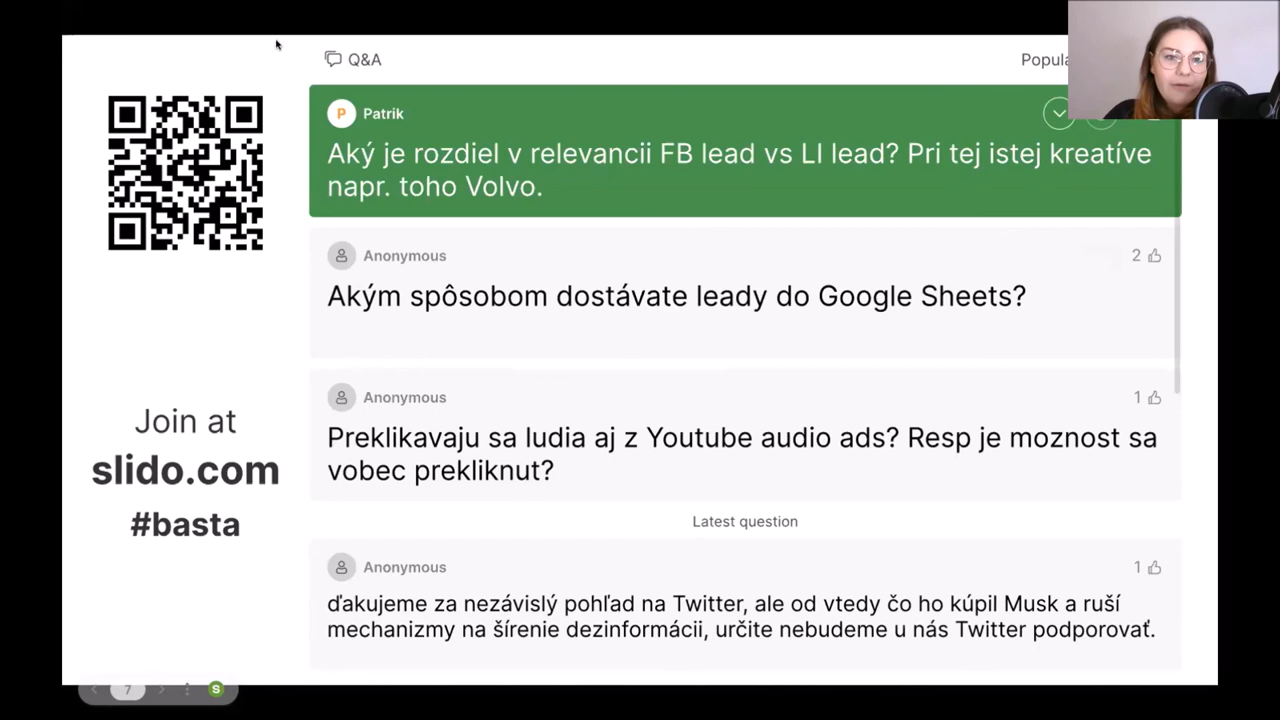 Q&A
Popula
P Patrik
Aký je rozdiel v relevancii FB lead vs LI lead? Pri tej istej kreatíve
napr. toho Volvo.
Anonymous
2
Akým spôsobom dostávate leady do Google Sheets?
Anonymous
1
Preklikavaju sa ludia aj z Youtube audio ads? Resp je moznost sa
vobec prekliknut?
Latest question
Anonymous
1
ďakujeme za nezávislý pohľad na Twitter, ale od vtedy čo ho kúpil Musk a ruší
mechanizmy na šírenie dezinformácii, určite nebudeme u nás Twitter podporovať.
Join at
slido.com
#basta
7
S